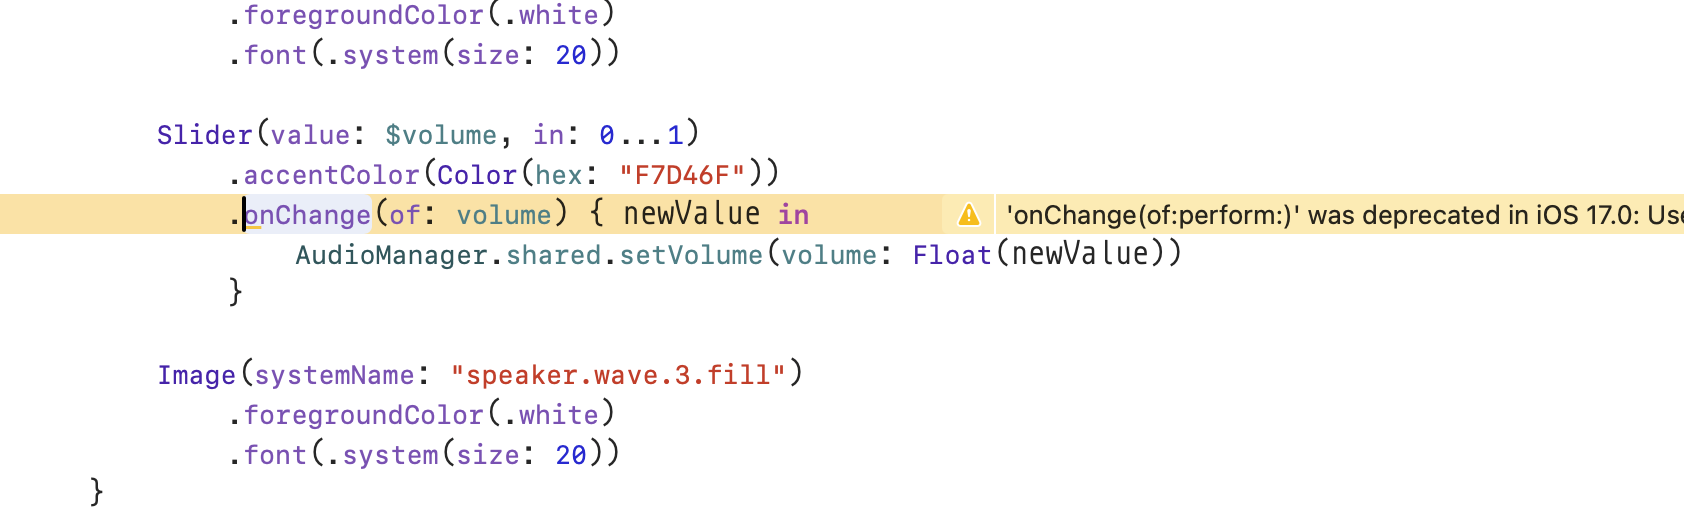 .foregroundColor(.white)
.font(.system(size: 20))
Slider(value: $volume, in: 0...1)
.accentColor(Color(hex: "F7D46F"))
.onChange(of: volume) { newValue in
'onChange(of:perform:)' was deprecated in iOS 17.0: Use
AudioManager.shared.setVolume(volume: Float(newValue))
}
Image(systemName: "speaker.wave.3.fill")
.foregroundColor(.white)
.font(.system(size: 20))
}